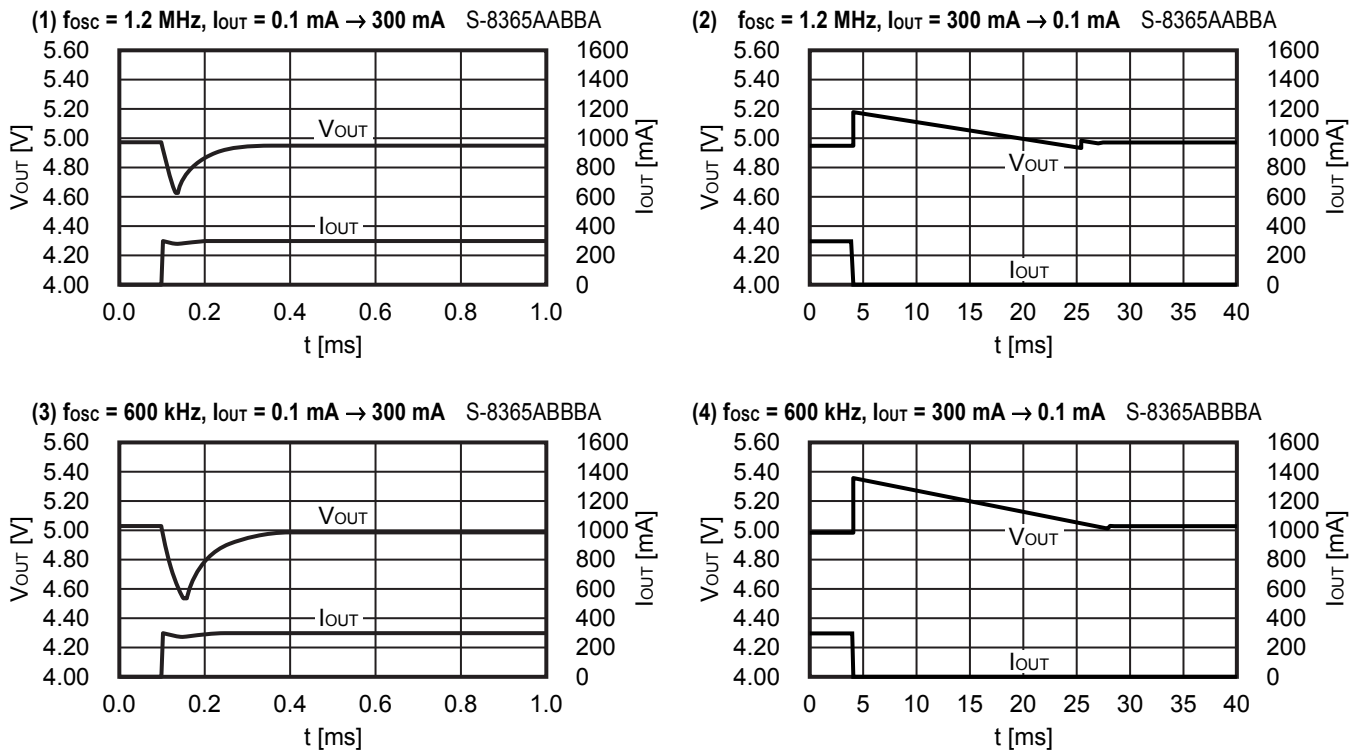 (1) fOSC = 1.2 MHz, IOUT = 0.1 mA → 300 mA S-8365AABBA
5.60 1600
5.40 1400
5.20 1200
5.00 1000
4.80 800
4.60 600
4.40 400
4.20 200
4.00 0
VOUT [V]
IOUT [mA]
VOUT
IOUT
0.0 0.2 0.4 0.6 0.8 1.0
t [ms]
(2) fOSC = 1.2 MHz, IOUT = 300 mA → 0.1 mA S-8365AABBA
5.60 1600
5.40 1400
5.20 1200
5.00 1000
4.80 800
4.60 600
4.40 400
4.20 200
4.00 0
VOUT [V]
IOUT [mA]
VOUT
IOUT
0 5 10 15 20 25 30 35 40
t [ms]
(3) fOSC = 600 kHz, IOUT = 0.1 mA → 300 mA S-8365ABBBA
5.60 1600
5.40 1400
5.20 1200
5.00 1000
4.80 800
4.60 600
4.40 400
4.20 200
4.00 0
VOUT [V]
IOUT [mA]
VOUT
IOUT
0.0 0.2 0.4 0.6 0.8 1.0
t [ms]
(4) fOSC = 600 kHz, IOUT = 300 mA → 0.1 mA S-8365ABBBA
5.60 1600
5.40 1400
5.20 1200
5.00 1000
4.80 800
4.60 600
4.40 400
4.20 200
4.00 0
VOUT [V]
IOUT [mA]
VOUT
IOUT
0 5 10 15 20 25 30 35 40
t [ms]